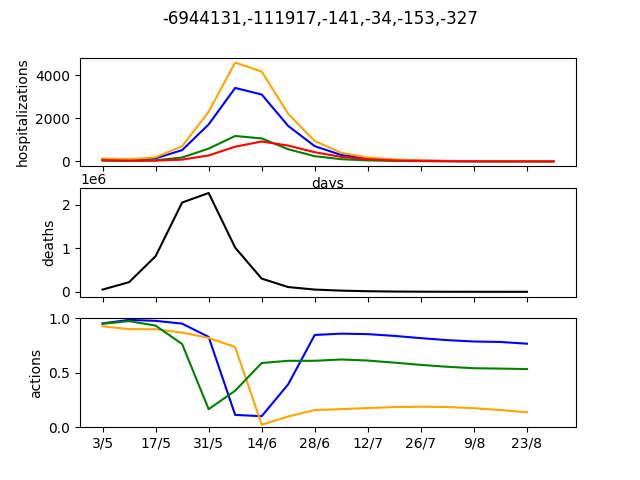 -6944131,-111917,-141,-34,-153,-327
hospitalizations
4000
2000
0
days
1e6
deaths
2
1
0
actions
1.0
0.5
0.0
3/5 17/5 31/5 14/6 28/6 12/7 26/7 9/8 23/8